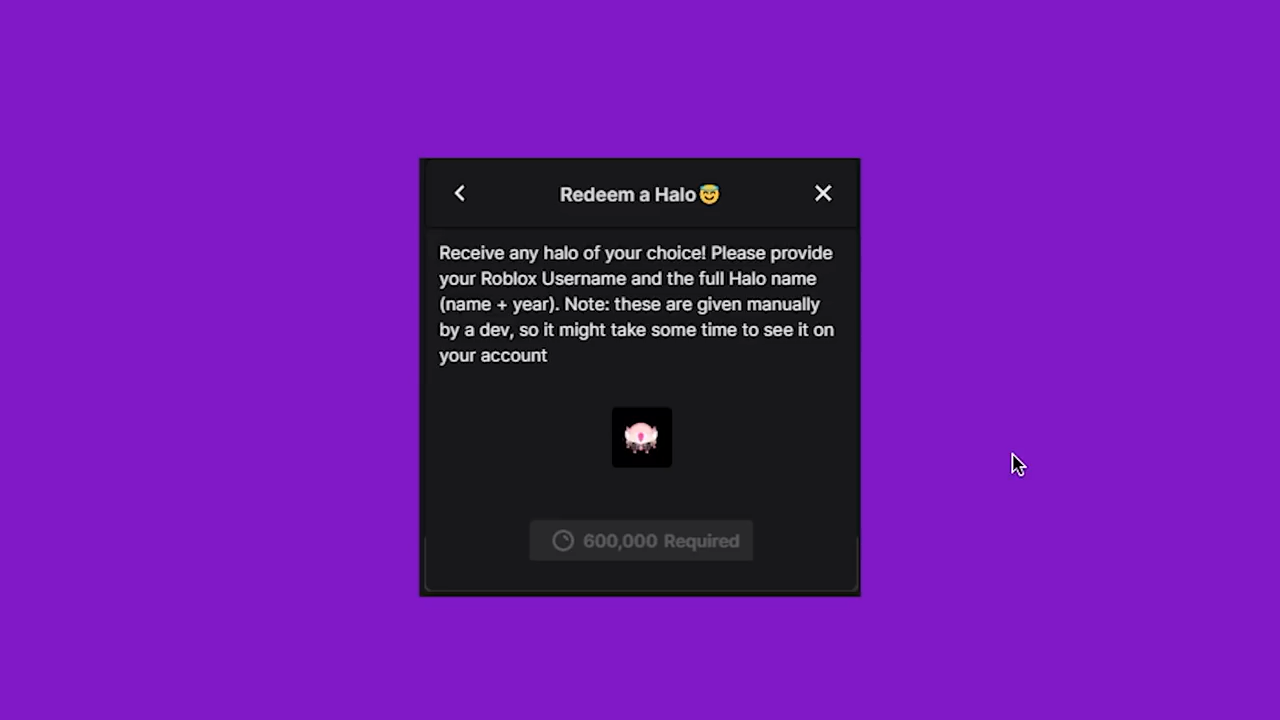 Redeem a Halo😇
Receive any halo of your choice! Please provide
your Roblox Username and the full Halo name
(name + year). Note: these are given manually
by a dev, so it might take some time to see it on
your account
600,000 Required